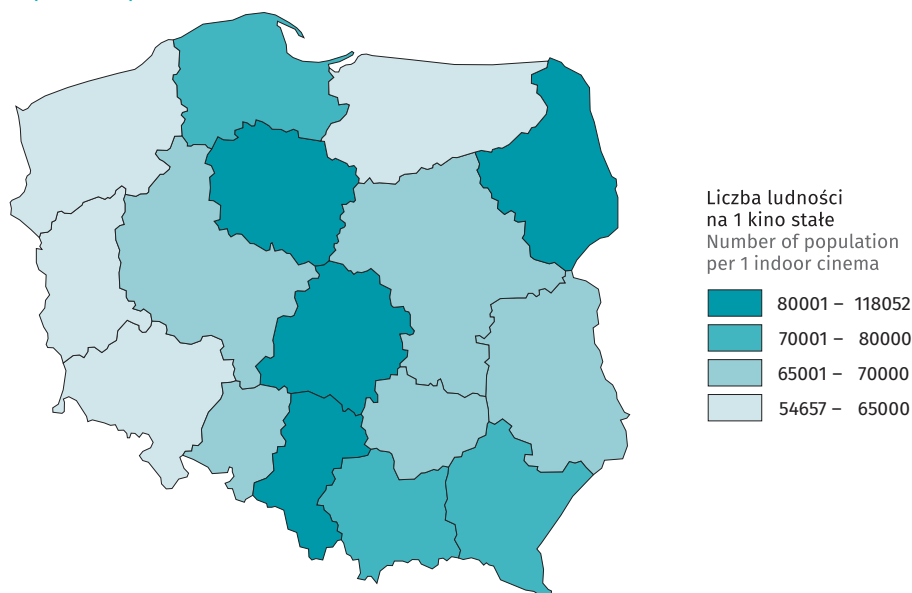 Liczba ludności
na 1 kino stałe
Number of population
per 1 indoor cinema
80001 – 118052
70001 – 80000
65001 – 70000
54657 – 65000